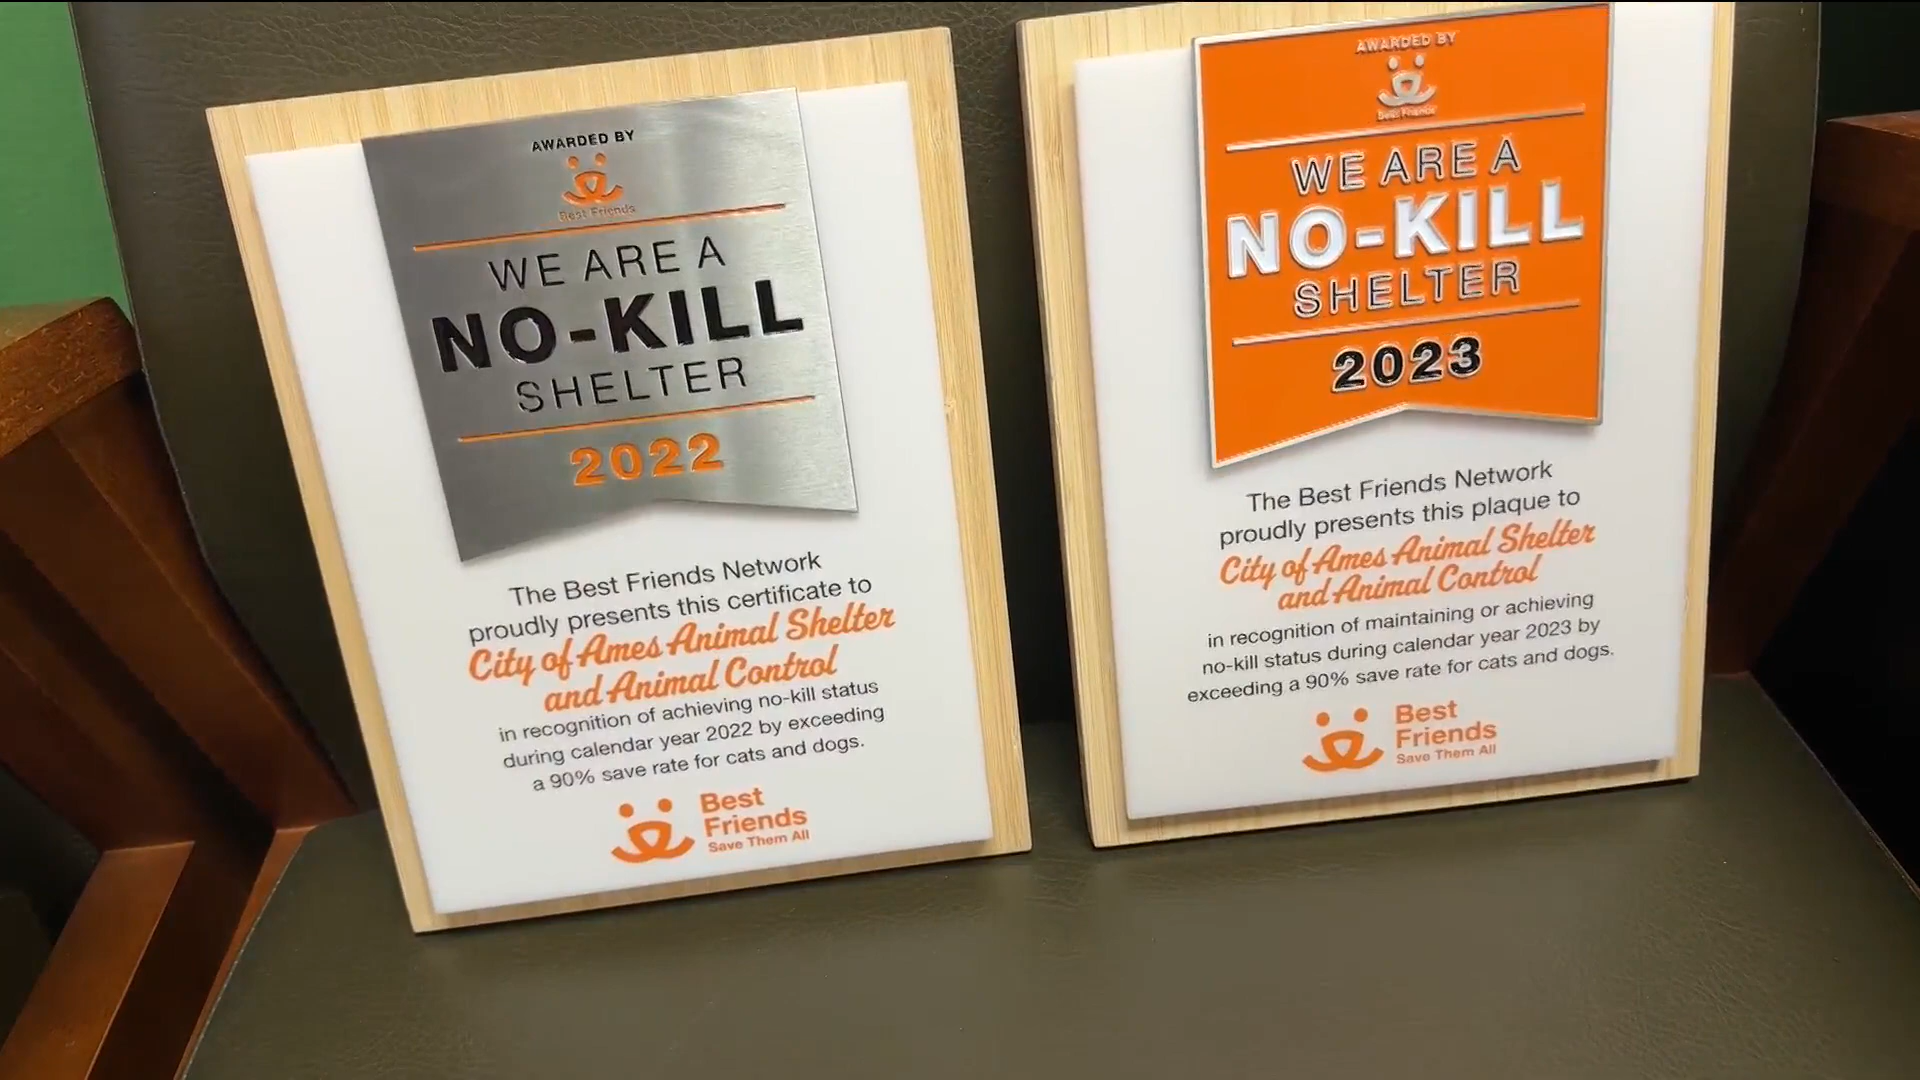 AWARDED BY
Best Friends
WE ARE A
NO-KILL
SHELTER
2022
The Best Friends Network
proudly presents this certificate to
City of Ames Animal Shelter
and Animal Control
in recognition of achieving no-kill status
during calendar year 2022 by exceeding
a 90% save rate for cats and dogs.
Best
Friends
Save Them All
AWARDED BY
Best Friends
WE ARE A
NO-KILL
SHELTER
2023
The Best Friends Network
proudly presents this plaque to
City of Ames Animal Shelter
and Animal Control
in recognition of maintaining or achieving
no-kill status during calendar year 2023 by
exceeding a 90% save rate for cats and dogs.
Best
Friends
Save Them All